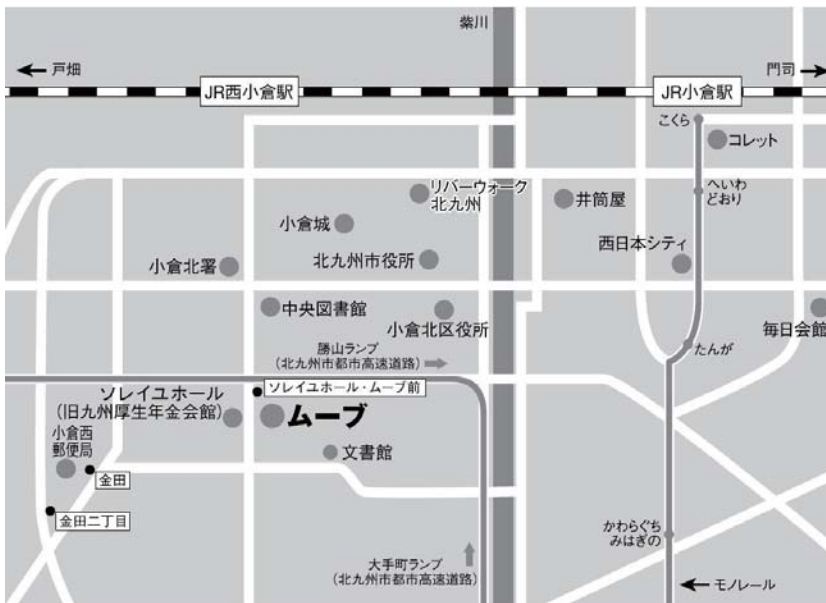 紫川
戸畑
門司
JR西小倉駅
JR小倉駅
こくら
コレット
へいわ
どおり
リバーウォーク
北九州
井筒屋
小倉城
西日本シティ
小倉北署
北九州市役所
中央図書館
小倉北区役所
毎日会館
勝山ランプ
(北九州市都市高速道路)
たんが
ソレイユホール
(旧九州厚生年金会館)
ソレイユホール・ムーブ前
ムーブ
小倉西
郵便局
文書館
金田
金田二丁目
かわらぐち
みはぎの
大手町ランプ
(北九州市都市高速道路)
モノレール